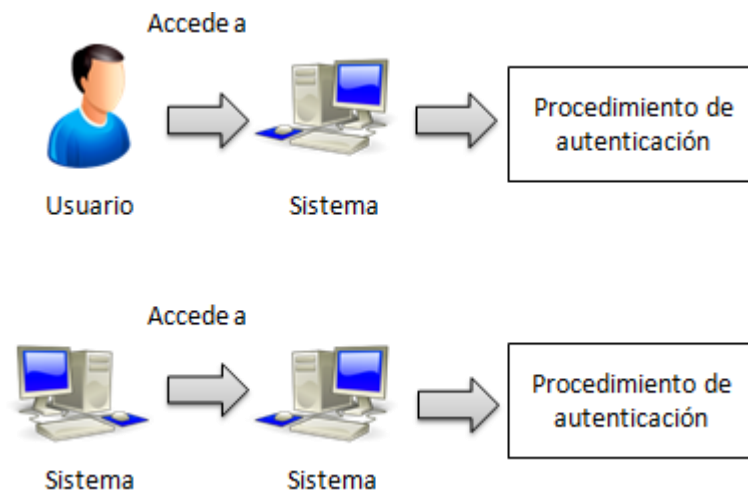 Accede a
Procedimiento de
autenticación
Usuario
Sistema
Accede a
Procedimiento de
autenticación
Sistema
Sistema